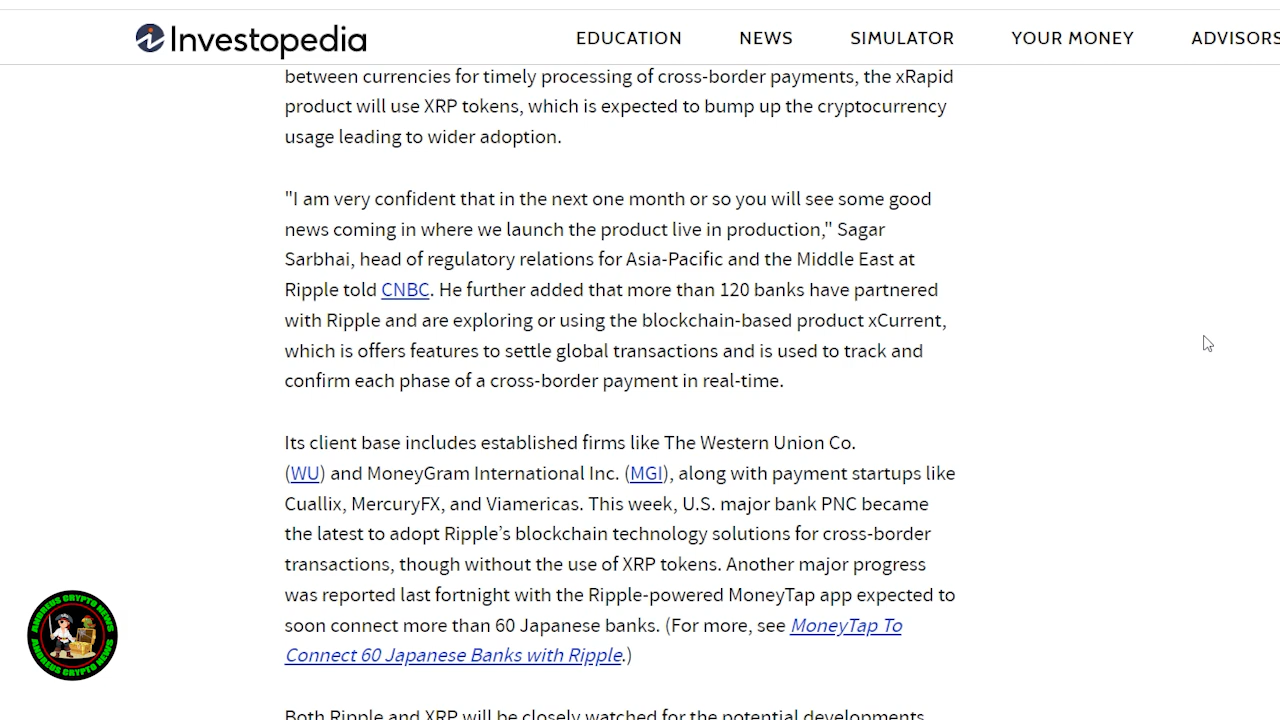 Investopedia
EDUCATION NEWS SIMULATOR YOUR MONEY ADVISORS
between currencies for timely processing of cross-border payments, the xRapid
product will use XRP tokens, which is expected to bump up the cryptocurrency
usage leading to wider adoption.
"I am very confident that in the next one month or so you will see some good
news coming in where we launch the product live in production," Sagar
Sarbhai, head of regulatory relations for Asia-Pacific and the Middle East at
Ripple told CNBC. He further added that more than 120 banks have partnered
with Ripple and are exploring or using the blockchain-based product xCurrent,
which is offers features to settle global transactions and is used to track and
confirm each phase of a cross-border payment in real-time.
Its client base includes established firms like The Western Union Co.
(WU) and MoneyGram International Inc. (MGI), along with payment startups like
Cuallix, MercuryFX, and Viamericas. This week, U.S. major bank PNC became
the latest to adopt Ripple’s blockchain technology solutions for cross-border
transactions, though without the use of XRP tokens. Another major progress
was reported last fortnight with the Ripple-powered MoneyTap app expected to
soon connect more than 60 Japanese banks. (For more, see MoneyTap To
Connect 60 Japanese Banks with Ripple.)
Both Ripple and XRP will be closely watched for the potential developments
ANDREUS CRYPTO NEWS
ANDREUS CRYPTO NEWS